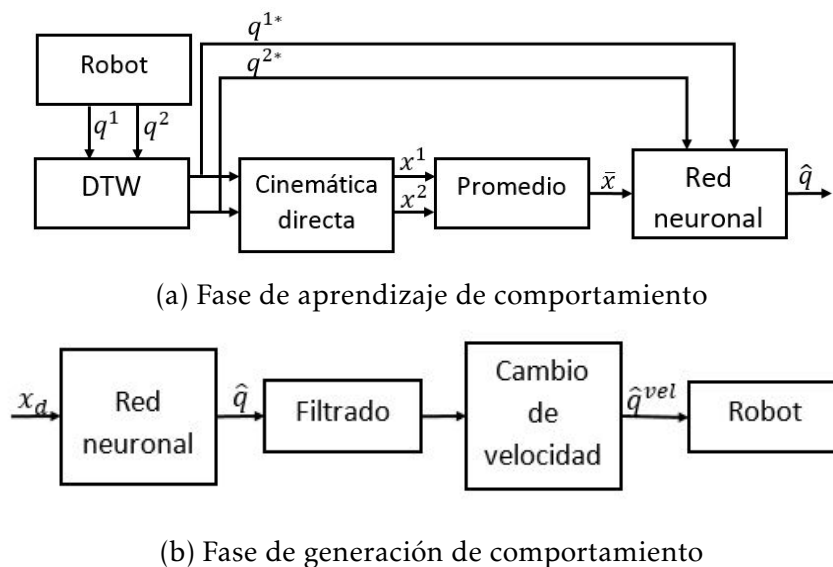 q^{1*}
q^{2*}
Robot
q^1 q^2
DTW
Cinemática
directa
x^1
x^2
Promedio
x̄
Red
neuronal
q̂
(a) Fase de aprendizaje de comportamiento
x_d
Red
neuronal
q̂
Filtrado
Cambio
de
velocidad
q̂^{vel}
Robot
(b) Fase de generación de comportamiento